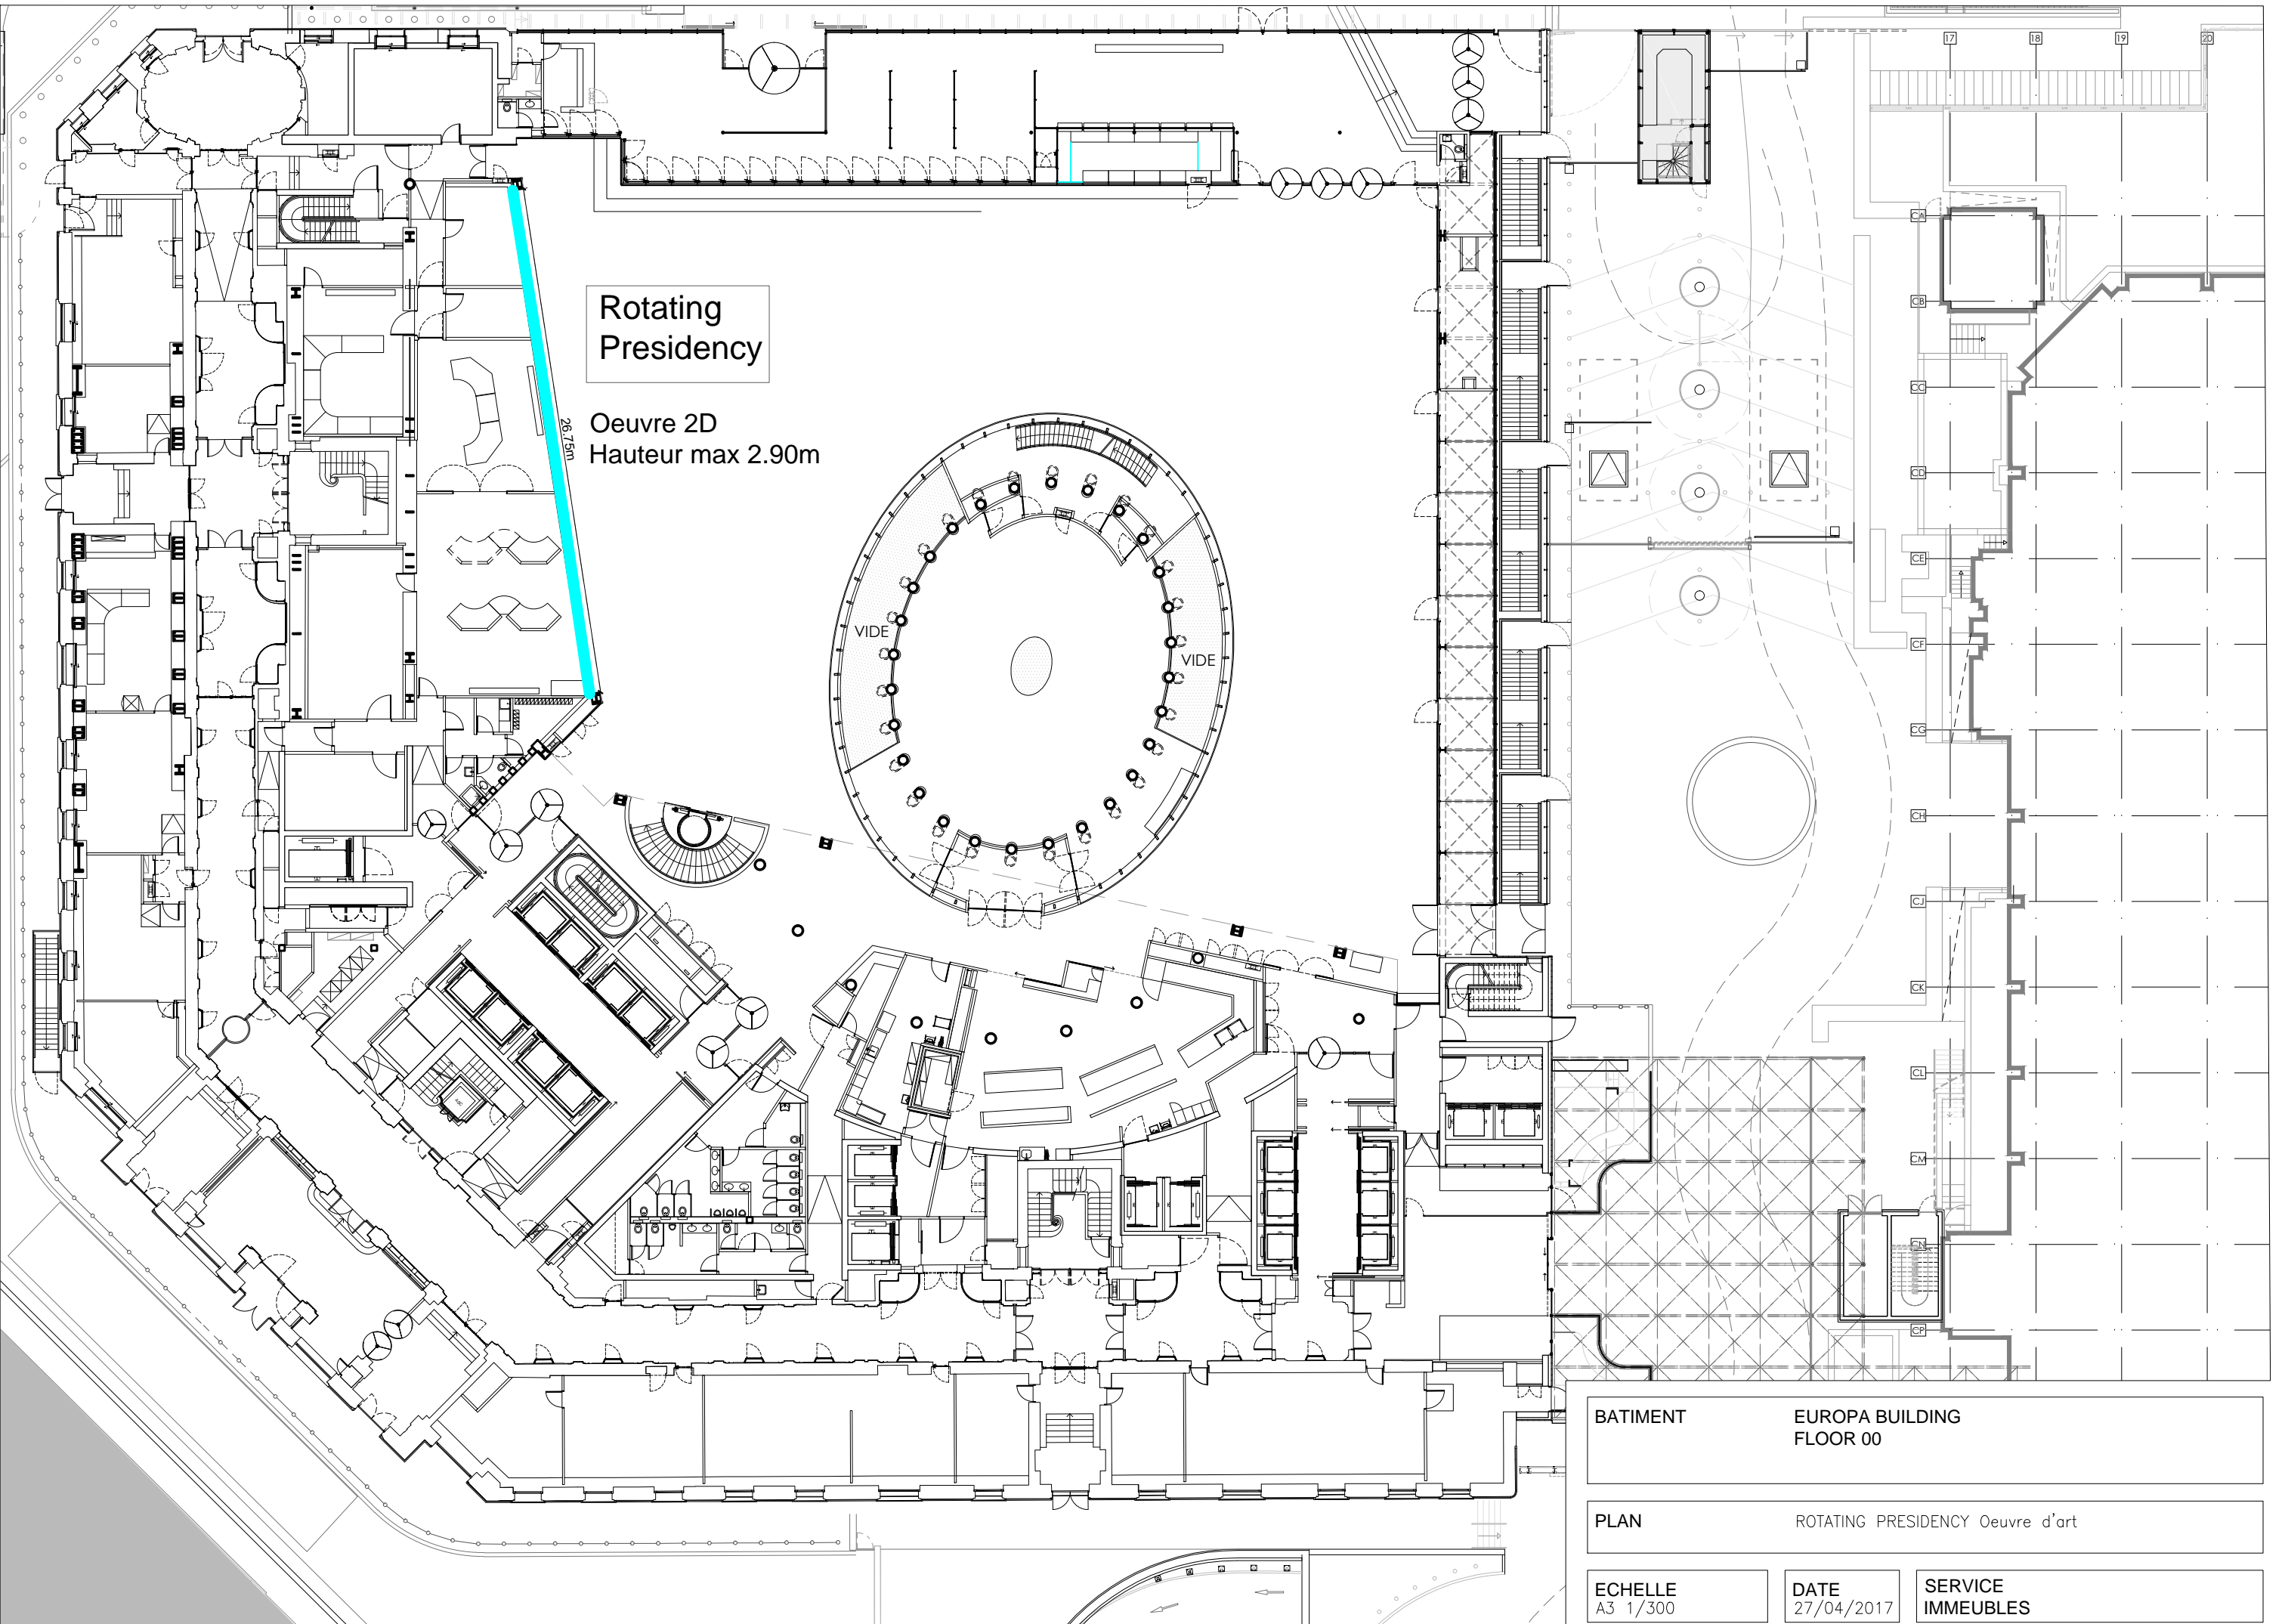 17
18
19
20
CA
CB
CC
CD
CE
CF
CG
CH
CJ
CK
CL
CM
CN
CP
Rotating
Presidency
Oeuvre 2D
Hauteur max 2.90m
26.75m
VIDE
VIDE
BATIMENT EUROPA BUILDING
FLOOR 00
PLAN ROTATING PRESIDENCY Oeuvre d'art
ECHELLE
A3 1/300
DATE
27/04/2017
SERVICE
IMMEUBLES